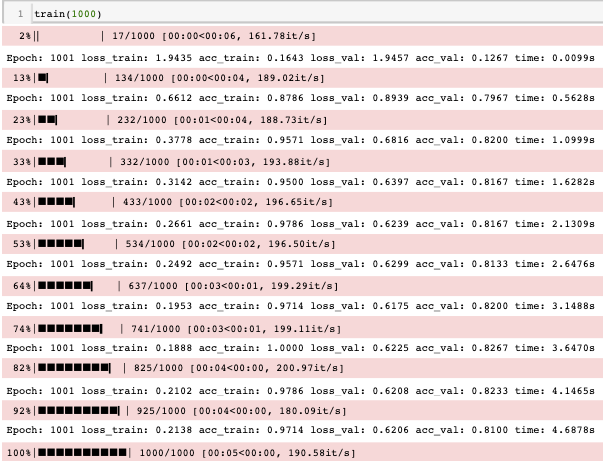 1 train(1000)
2%| | 17/1000 [00:00<00:06, 161.78it/s]
Epoch: 1001 loss_train: 1.9435 acc_train: 0.1643 loss_val: 1.9457 acc_val: 0.1267 time: 0.0099s
13%|■ | 134/1000 [00:00<00:04, 189.02it/s]
Epoch: 1001 loss_train: 0.6612 acc_train: 0.8786 loss_val: 0.8939 acc_val: 0.7967 time: 0.5628s
23%|■■ | 232/1000 [00:01<00:04, 188.73it/s]
Epoch: 1001 loss_train: 0.3778 acc_train: 0.9571 loss_val: 0.6816 acc_val: 0.8200 time: 1.0999s
33%|■■■ | 332/1000 [00:01<00:03, 193.88it/s]
Epoch: 1001 loss_train: 0.3142 acc_train: 0.9500 loss_val: 0.6397 acc_val: 0.8167 time: 1.6282s
43%|■■■■ | 433/1000 [00:02<00:02, 196.65it/s]
Epoch: 1001 loss_train: 0.2661 acc_train: 0.9786 loss_val: 0.6239 acc_val: 0.8167 time: 2.1309s
53%|■■■■■ | 534/1000 [00:02<00:02, 196.50it/s]
Epoch: 1001 loss_train: 0.2492 acc_train: 0.9571 loss_val: 0.6299 acc_val: 0.8133 time: 2.6476s
64%|■■■■■■ | 637/1000 [00:03<00:01, 199.29it/s]
Epoch: 1001 loss_train: 0.1953 acc_train: 0.9714 loss_val: 0.6175 acc_val: 0.8200 time: 3.1488s
74%|■■■■■■■ | 741/1000 [00:03<00:01, 199.11it/s]
Epoch: 1001 loss_train: 0.1888 acc_train: 1.0000 loss_val: 0.6225 acc_val: 0.8267 time: 3.6470s
82%|■■■■■■■■ | 825/1000 [00:04<00:00, 200.97it/s]
Epoch: 1001 loss_train: 0.2102 acc_train: 0.9786 loss_val: 0.6208 acc_val: 0.8233 time: 4.1465s
92%|■■■■■■■■■ | 925/1000 [00:04<00:00, 180.09it/s]
Epoch: 1001 loss_train: 0.2138 acc_train: 0.9714 loss_val: 0.6206 acc_val: 0.8100 time: 4.6878s
100%|■■■■■■■■■■| 1000/1000 [00:05<00:00, 190.58it/s]